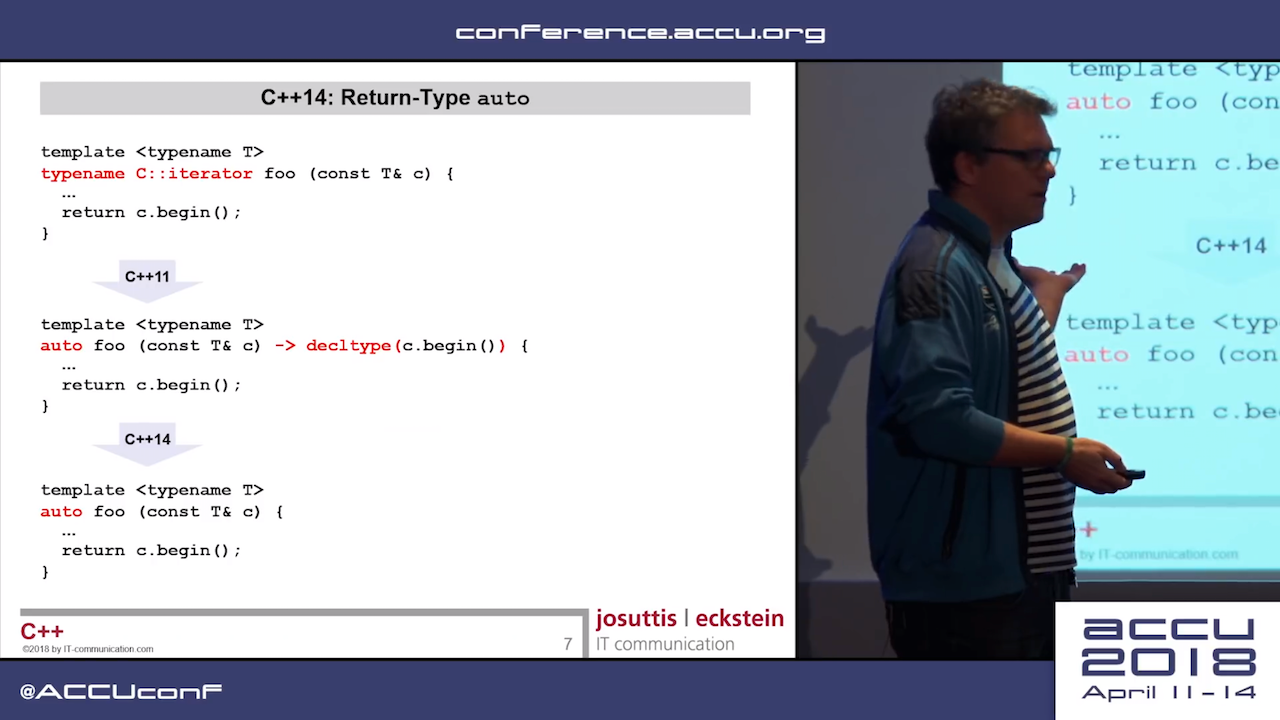 conference.accu.org
C++14: Return-Type auto
template <typename T>
typename C::iterator foo (const T& c) {
...
return c.begin();
}
C++11
template <typename T>
auto foo (const T& c) -> decltype(c.begin()) {
...
return c.begin();
}
C++14
template <typename T>
auto foo (const T& c) {
...
return c.begin();
}
C++
©2018 by IT-communication.com
7
josuttis | eckstein
IT communication
template <typ
auto foo (con
...
return c.be
}
C++14
template <typ
auto foo (con
...
return c.be
+
by IT-communication.com
accu
2018
April 11-14
@ACCUconf